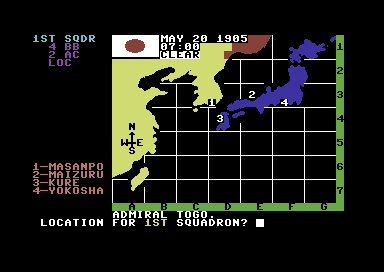 1ST SQDR
4 BB
2 AC
LOC
MAY 20 1905
07:00
CLEAR
1
2
3
4
5
6
7
1
2
3
4
N
W E
S
1-MASANPO
2-MAIZURU
3-KURE
4-YOKOSHA
A B C D E F G
ADMIRAL TOGO.
LOCATION FOR 1ST SQUADRON?